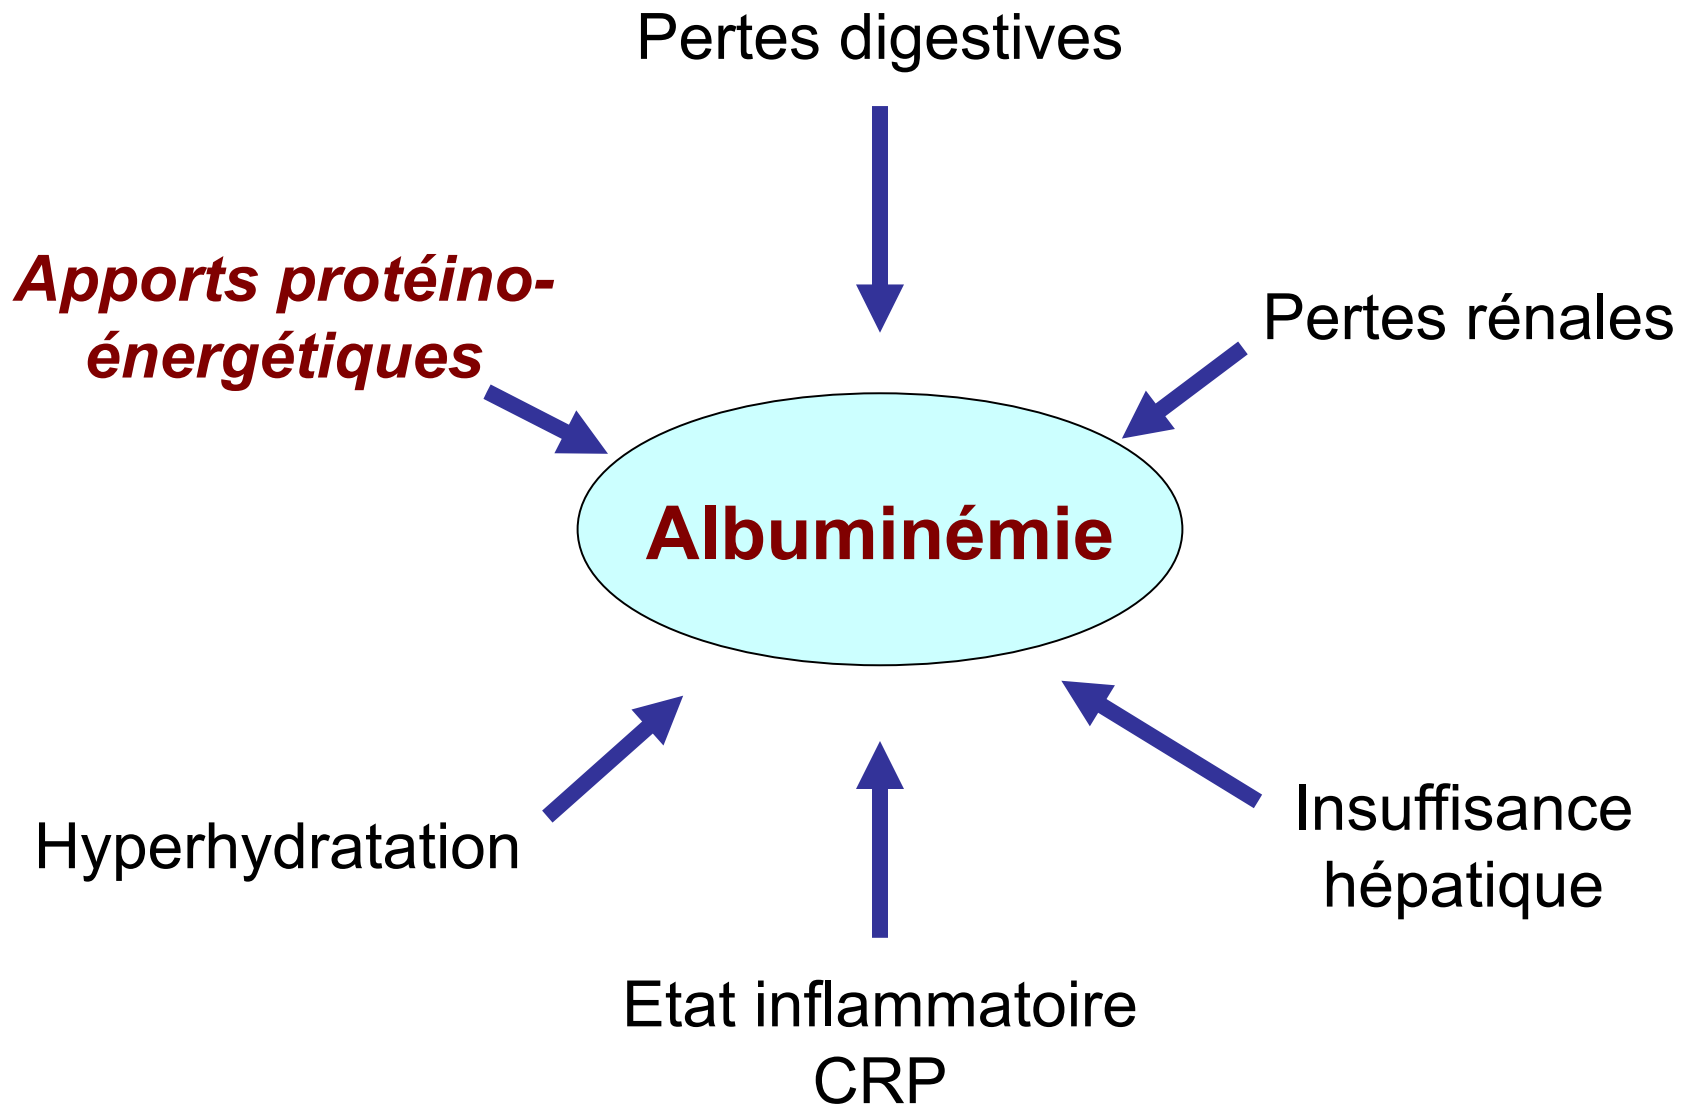 Pertes digestives
Apports protéino-
énergétiques
Pertes rénales
Albuminémie
Hyperhydratation
Insuffisance
hépatique
Etat inflammatoire
CRP